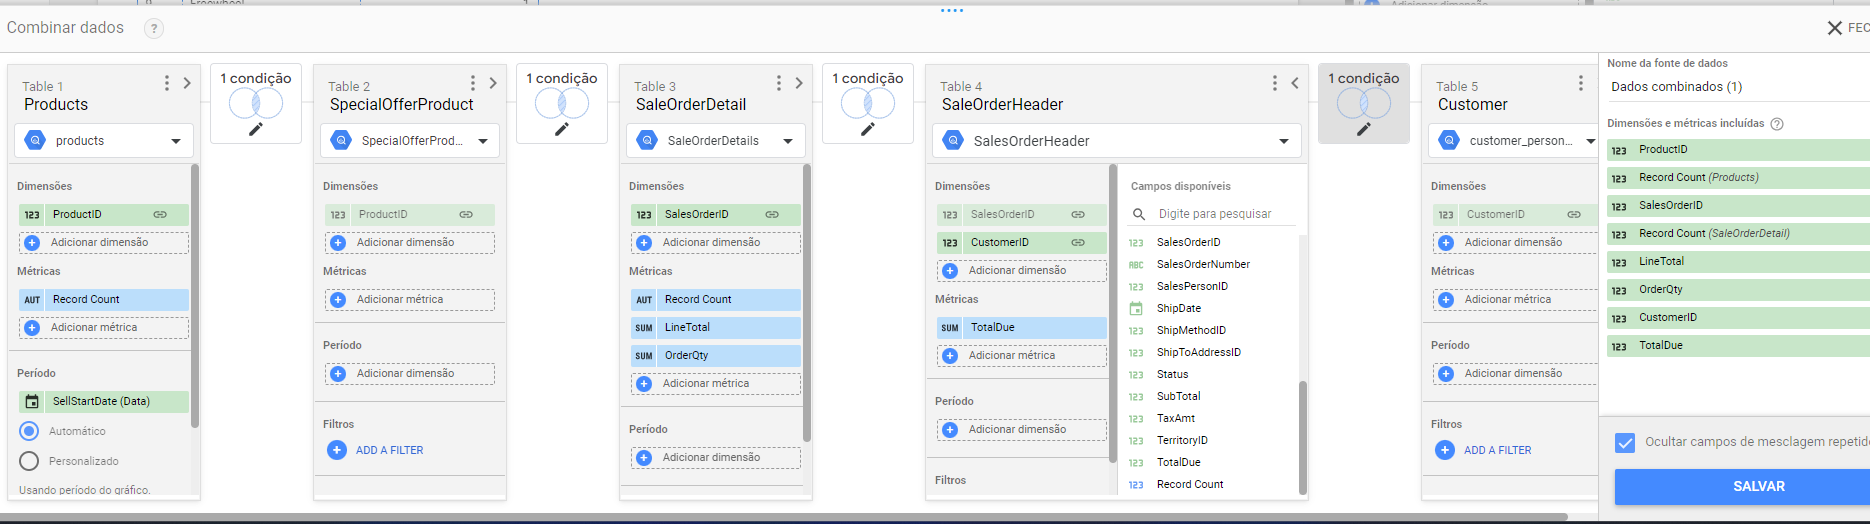 Freewheel
Adicionar dimensão
Combinar dados
?
FEC
Table 1
Products
products
Dimensões
123 ProductID
Adicionar dimensão
Métricas
AUT Record Count
Adicionar métrica
Período
SellStartDate (Data)
Automático
Personalizado
Usando período do gráfico.
1 condição
Table 2
SpecialOfferProduct
SpecialOfferProd...
Dimensões
123 ProductID
Adicionar dimensão
Métricas
Adicionar métrica
Período
Adicionar dimensão
Filtros
ADD A FILTER
1 condição
Table 3
SaleOrderDetail
SaleOrderDetails
Dimensões
123 SalesOrderID
Adicionar dimensão
Métricas
AUT Record Count
SUM LineTotal
SUM OrderQty
Adicionar métrica
Período
Adicionar dimensão
1 condição
Table 4
SaleOrderHeader
SalesOrderHeader
Dimensões
123 SalesOrderID
123 CustomerID
Adicionar dimensão
Métricas
SUM TotalDue
Adicionar métrica
Período
Adicionar dimensão
Filtros
Campos disponíveis
Digite para pesquisar
123 SalesOrderID
ABC SalesOrderNumber
123 SalesPersonID
ShipDate
123 ShipMethodID
123 ShipToAddressID
123 Status
123 SubTotal
123 TaxAmt
123 TerritoryID
123 TotalDue
123 Record Count
1 condição
Table 5
Customer
customer_person...
Dimensões
123 CustomerID
Adicionar dimensão
Métricas
Adicionar métrica
Período
Adicionar dimensão
Filtros
ADD A FILTER
Nome da fonte de dados
Dados combinados (1)
Dimensões e métricas incluídas ?
123 ProductID
123 Record Count (Products)
123 SalesOrderID
123 Record Count (SaleOrderDetail)
123 LineTotal
123 OrderQty
123 CustomerID
123 TotalDue
Ocultar campos de mesclagem repetido
SALVAR